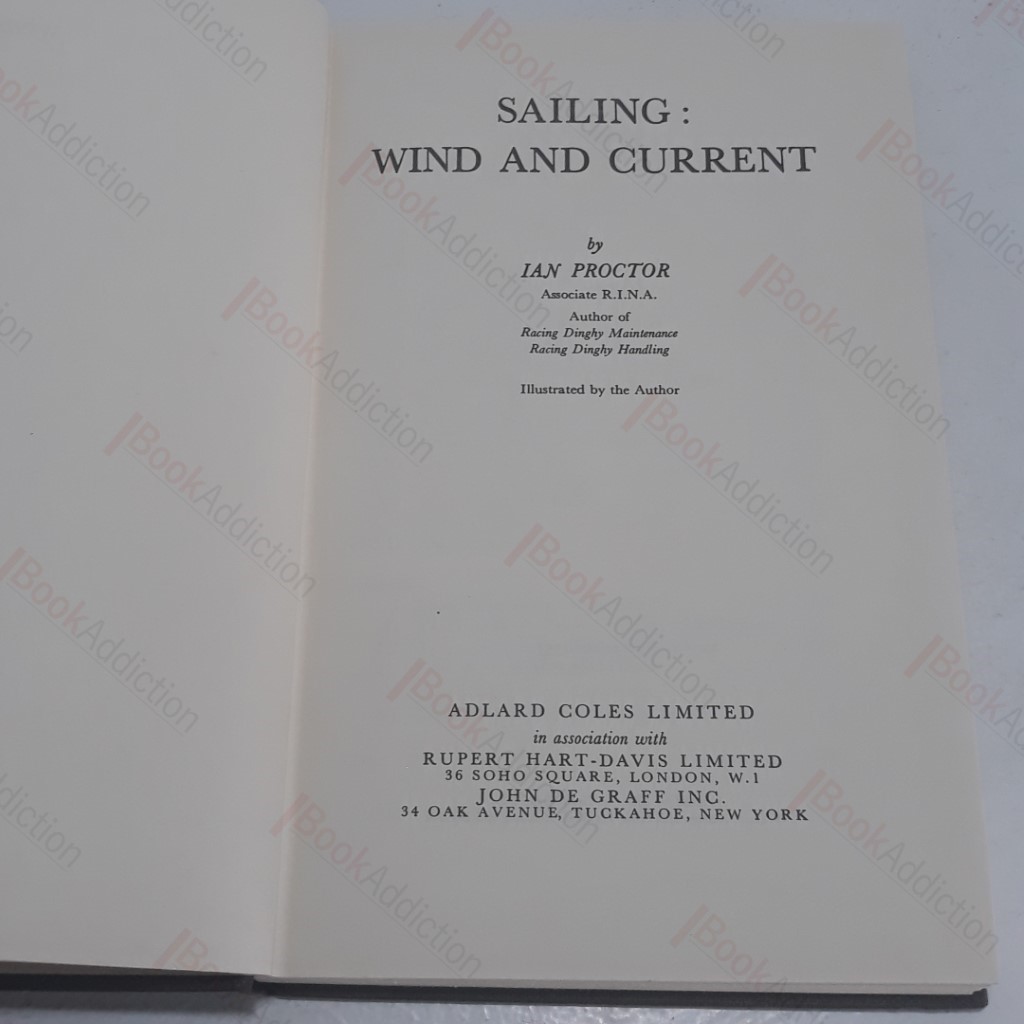 SAILING :
WIND AND CURRENT
by
IAN PROCTOR
Associate R.I.N.A.
Author of
Racing Dinghy Maintenance
Racing Dinghy Handling
Illustrated by the Author
ADLARD COLES LIMITED
in association with
RUPERT HART-DAVIS LIMITED
36 SOHO SQUARE, LONDON, W.1
JOHN DE GRAFF INC.
34 OAK AVENUE, TUCKAHOE, NEW YORK
BookAddiction